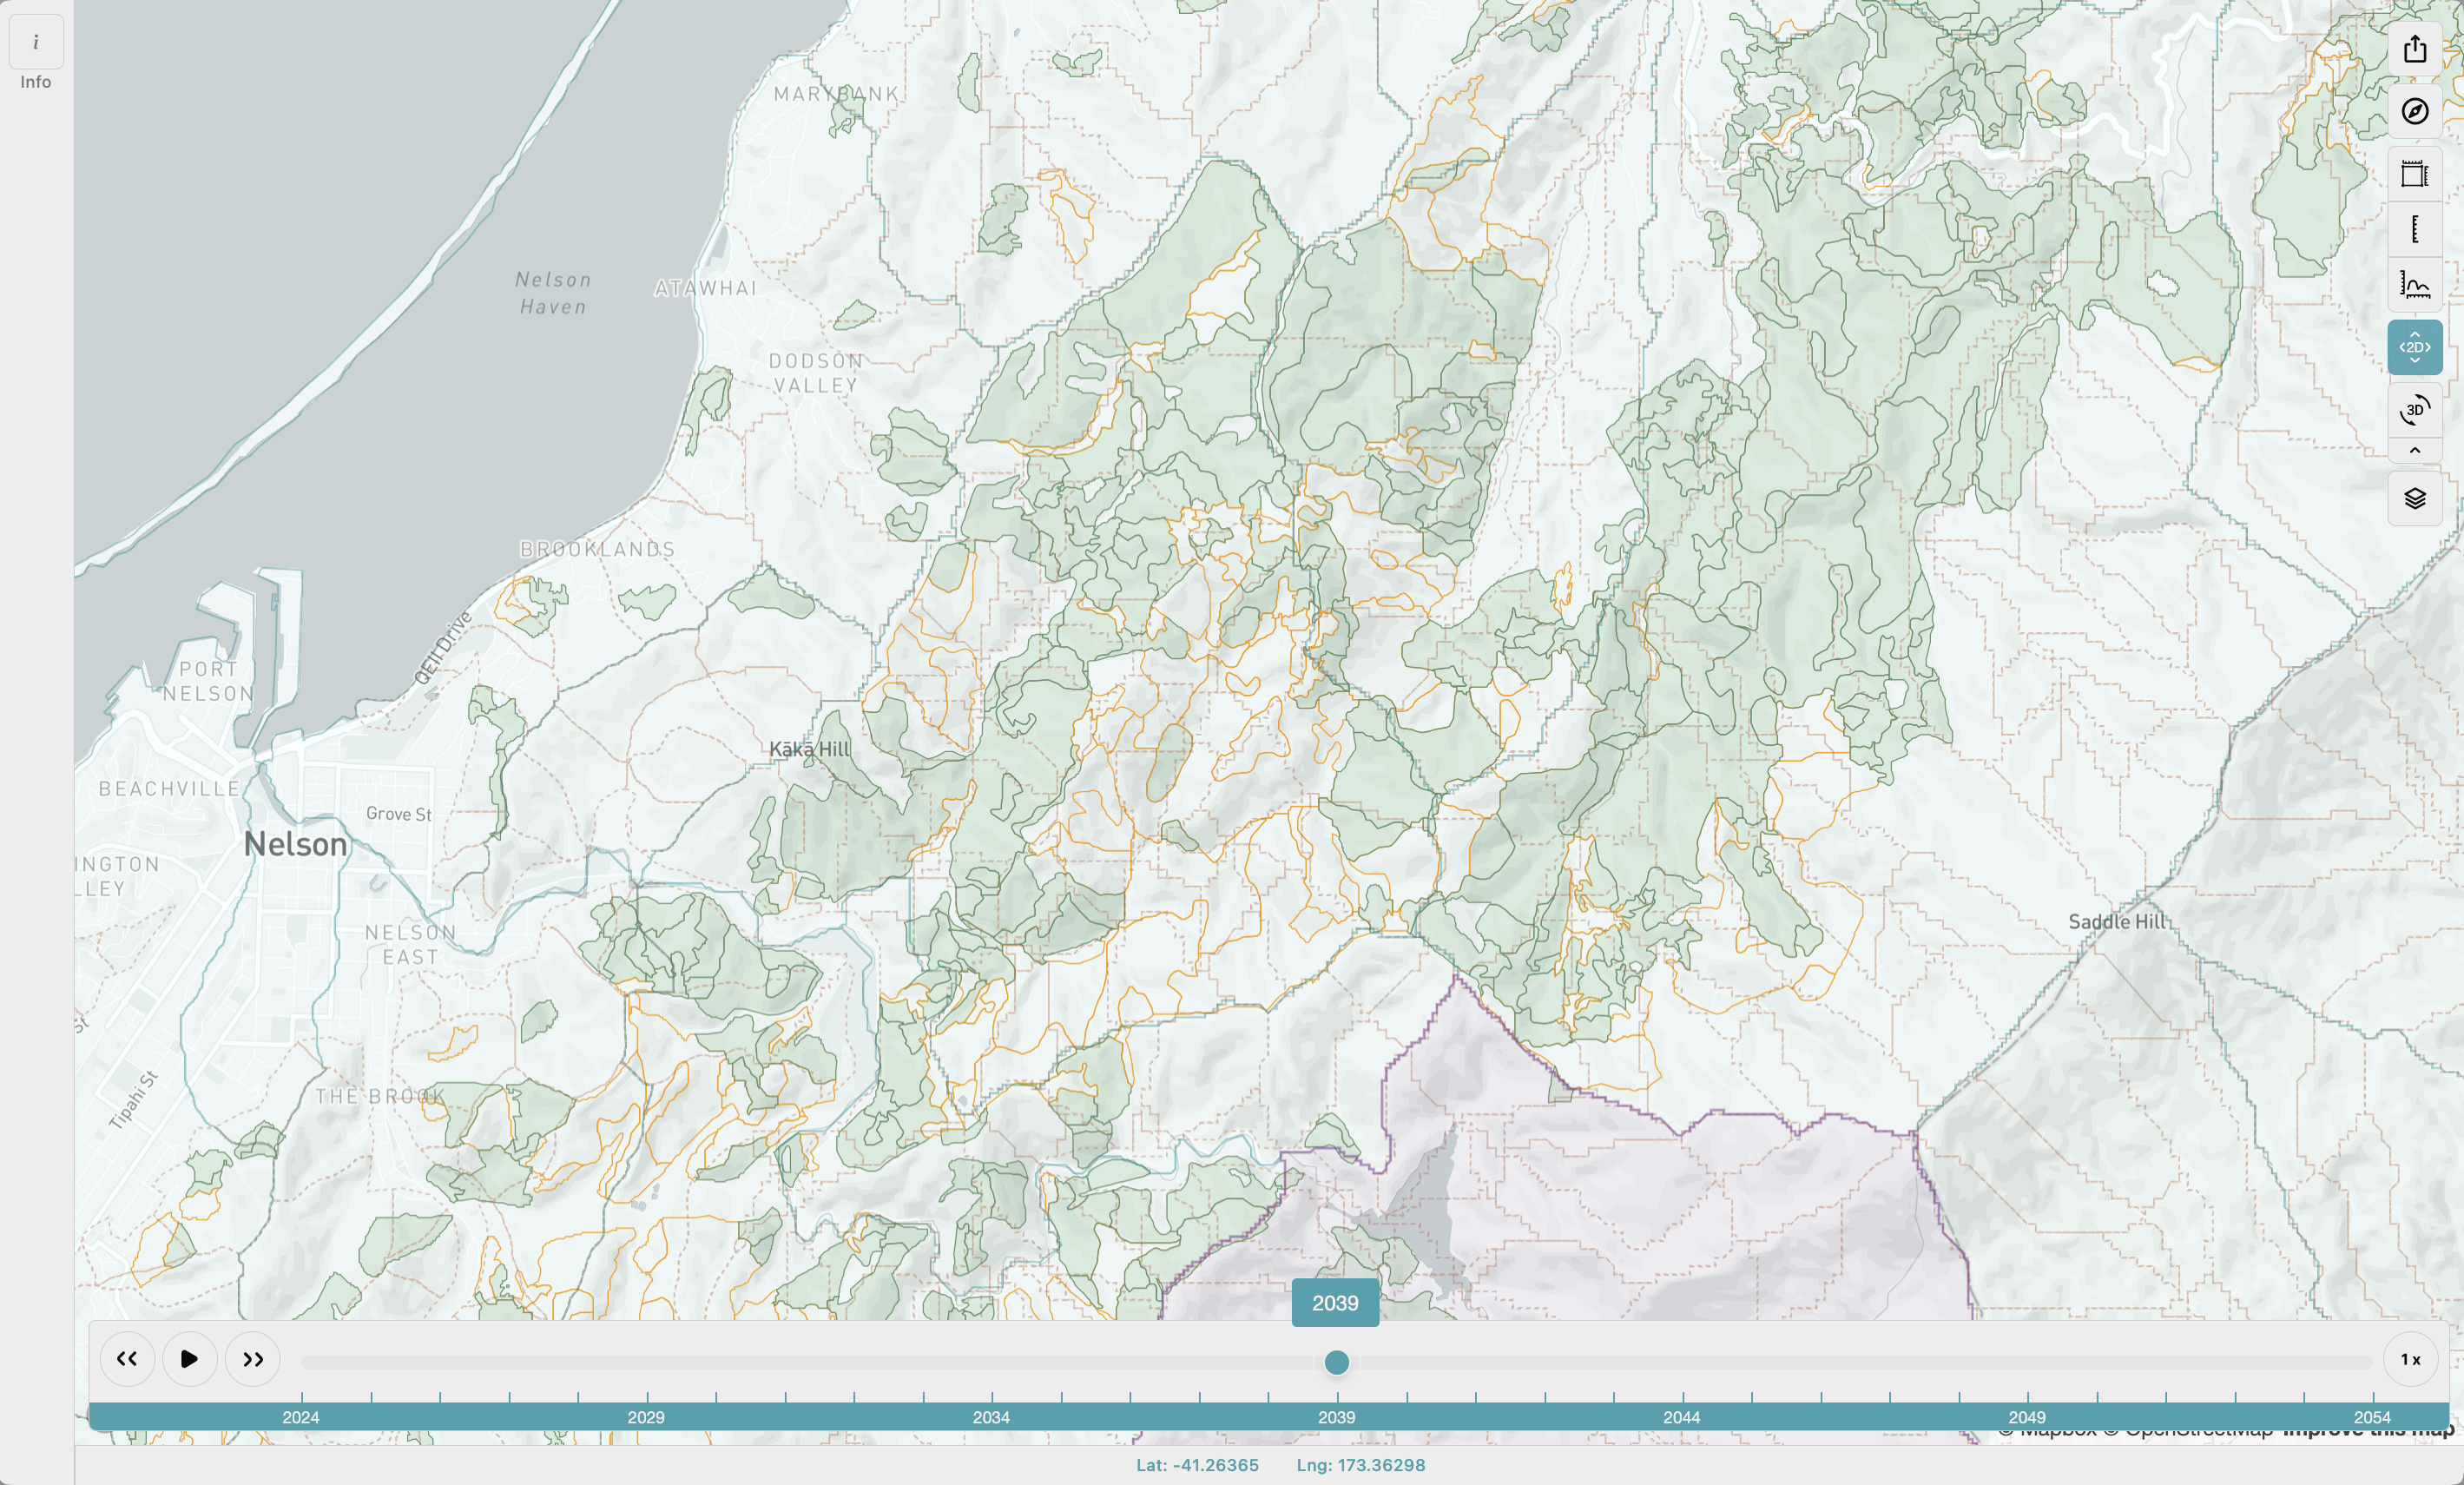 i
Info
MARYBANK
Nelson
Haven
ATAWHAI
<2D>
DODSON
VALLEY
3D
BROOKLANDS
QEII Drive
PORT
NELSON
Kākā Hill
BEACHVILLE
Grove St
Nelson
INGTON
LLEY
Saddle Hill
NELSON
EAST
St
Tipahi St
THE BROOK
2039
1 x
2024
2029
2034
2039
2044
2049
2054
© Mapbox © OpenStreetMap Improve this map
Lat: -41.26365
Lng: 173.36298